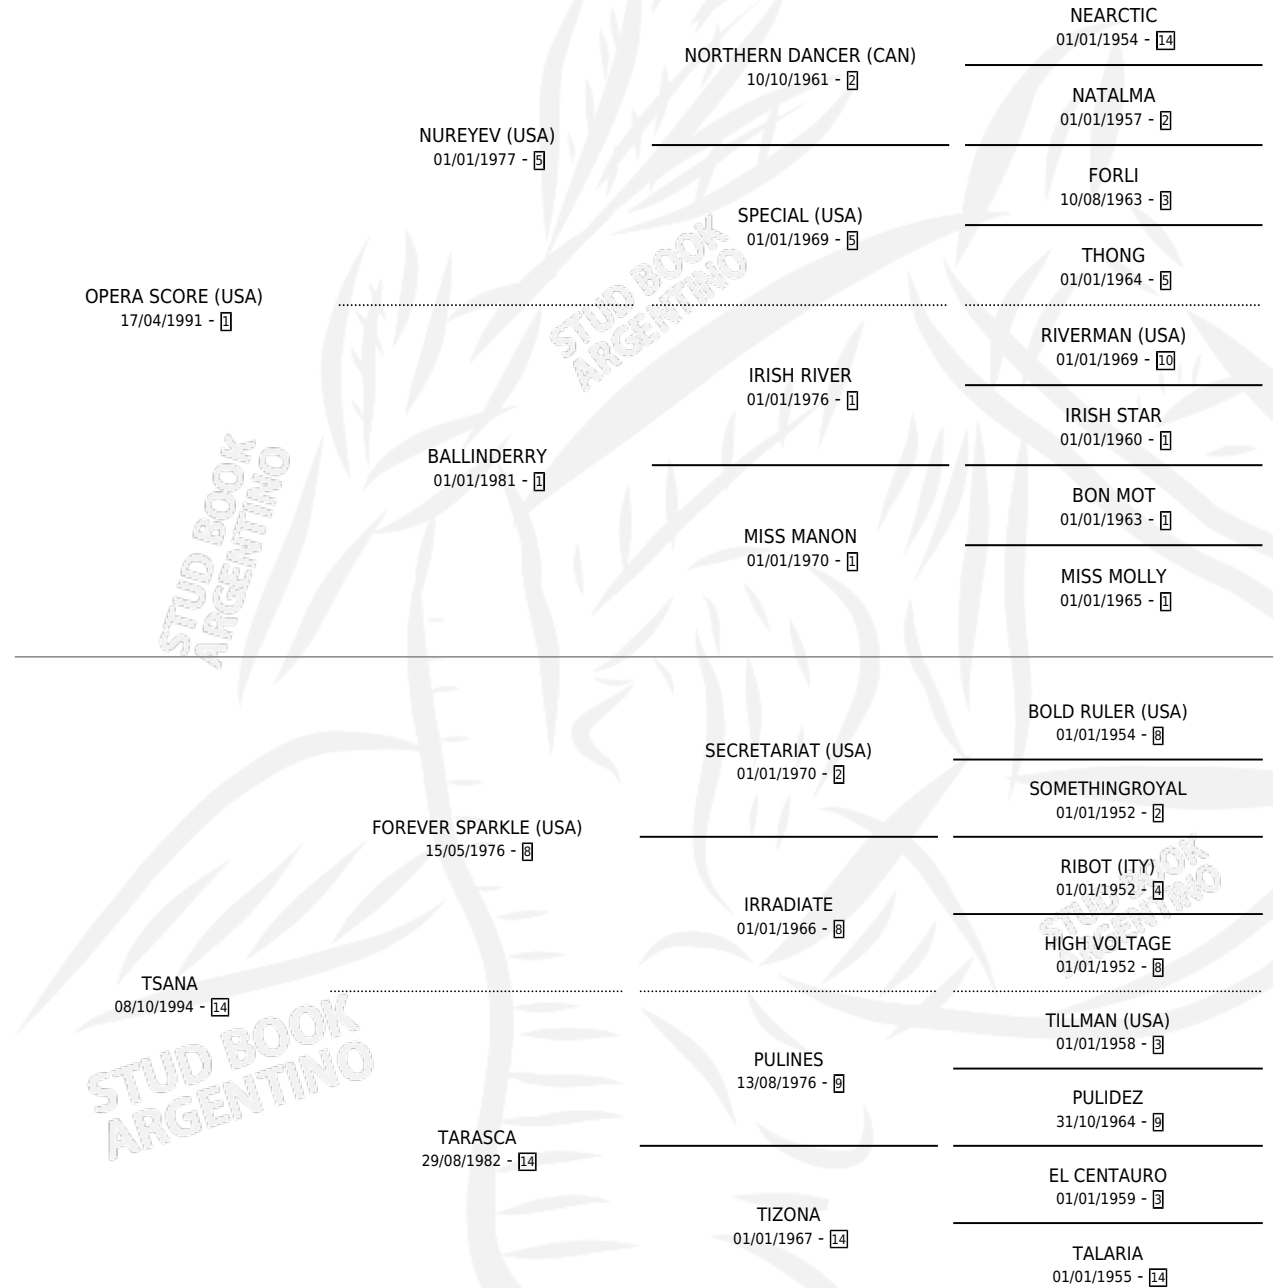 NEARCTIC
01/01/1954 - 14
NORTHERN DANCER (CAN)
10/10/1961 - 2
NATALMA
01/01/1957 - 2
NUREYEV (USA)
01/01/1977 - 5
FORLI
10/08/1963 - 3
SPECIAL (USA)
01/01/1969 - 5
THONG
01/01/1964 - 5
OPERA SCORE (USA)
17/04/1991 - 1
RIVERMAN (USA)
01/01/1969 - 10
IRISH RIVER
01/01/1976 - 1
IRISH STAR
01/01/1960 - 1
BALLINDERRY
01/01/1981 - 1
BON MOT
01/01/1963 - 1
MISS MANON
01/01/1970 - 1
MISS MOLLY
01/01/1965 - 1
STUD BOOK
ARGENTINO
STUD BOOK
ARGENTINO
BOLD RULER (USA)
01/01/1954 - 8
SECRETARIAT (USA)
01/01/1970 - 2
SOMETHINGROYAL
01/01/1952 - 2
FOREVER SPARKLE (USA)
15/05/1976 - 8
RIBOT (ITY)
01/01/1952 - 4
IRRADIATE
01/01/1966 - 8
HIGH VOLTAGE
01/01/1952 - 8
STUD BOOK
ARGENTINO
TSANA
08/10/1994 - 14
TILLMAN (USA)
01/01/1958 - 3
PULINES
13/08/1976 - 9
PULIDEZ
31/10/1964 - 9
STUD BOOK
ARGENTINO
TARASCA
29/08/1982 - 14
EL CENTAURO
01/01/1959 - 3
TIZONA
01/01/1967 - 14
TALARIA
01/01/1955 - 14